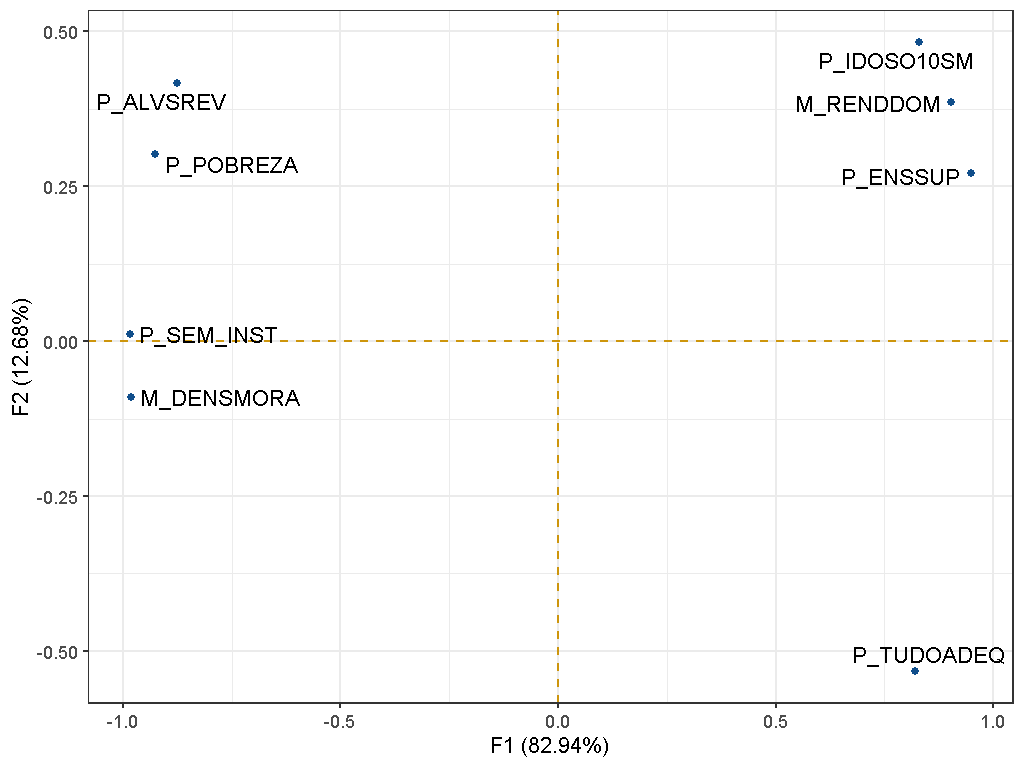 0.50
0.25
0.00
-0.25
-0.50
F2 (12.68%)
P_IDOSO10SM
P_ALVSREV
M_RENDDOM
P_POBREZA
P_ENSSUP
P_SEM_INST
M_DENSMORA
P_TUDOADEQ
-1.0
-0.5
0.0
0.5
1.0
F1 (82.94%)